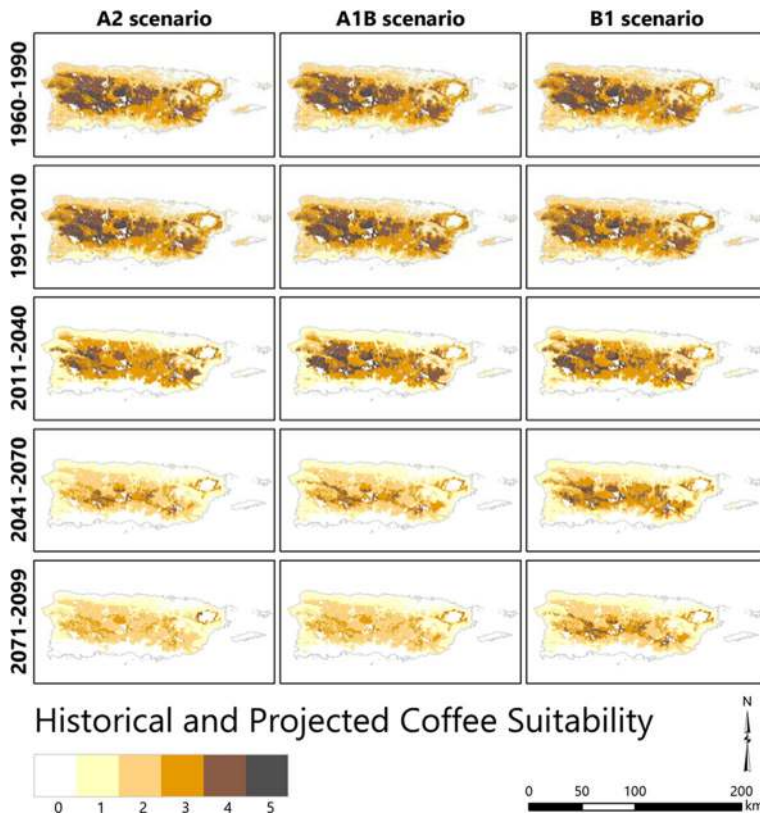 A2 scenario A1B scenario B1 scenario
1960-1990
1991-2010
2011-2040
2041-2070
2071-2099
Historical and Projected Coffee Suitability
N
0 1 2 3 4 5
0 50 100 200
km